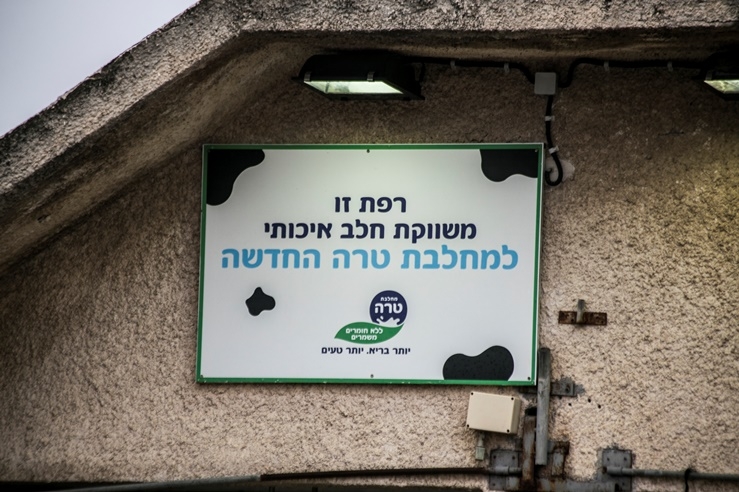 רפת זו
משווקת חלב איכותי
למחלבת טרה החדשה
מחלבת
טרה
ללא חומרים
משמרים
יותר בריא. יותר טעים